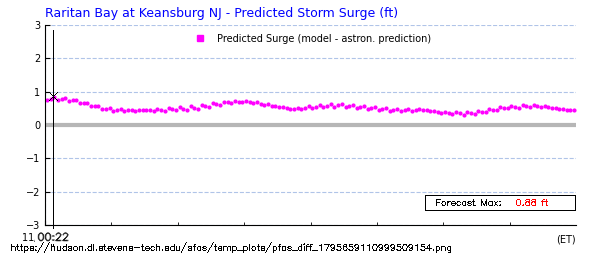 Raritan Bay at Keansburg NJ - Predicted Storm Surge (ft)
3
Predicted Surge (model - astron. prediction)
2
1
0
−1
−2
Forecast Max: 0.88 ft
−3
11 00:22
(ET)
https://hudson.dl.stevens-tech.edu/sfas/temp_plots/pfas_diff_1795659110999509154.png